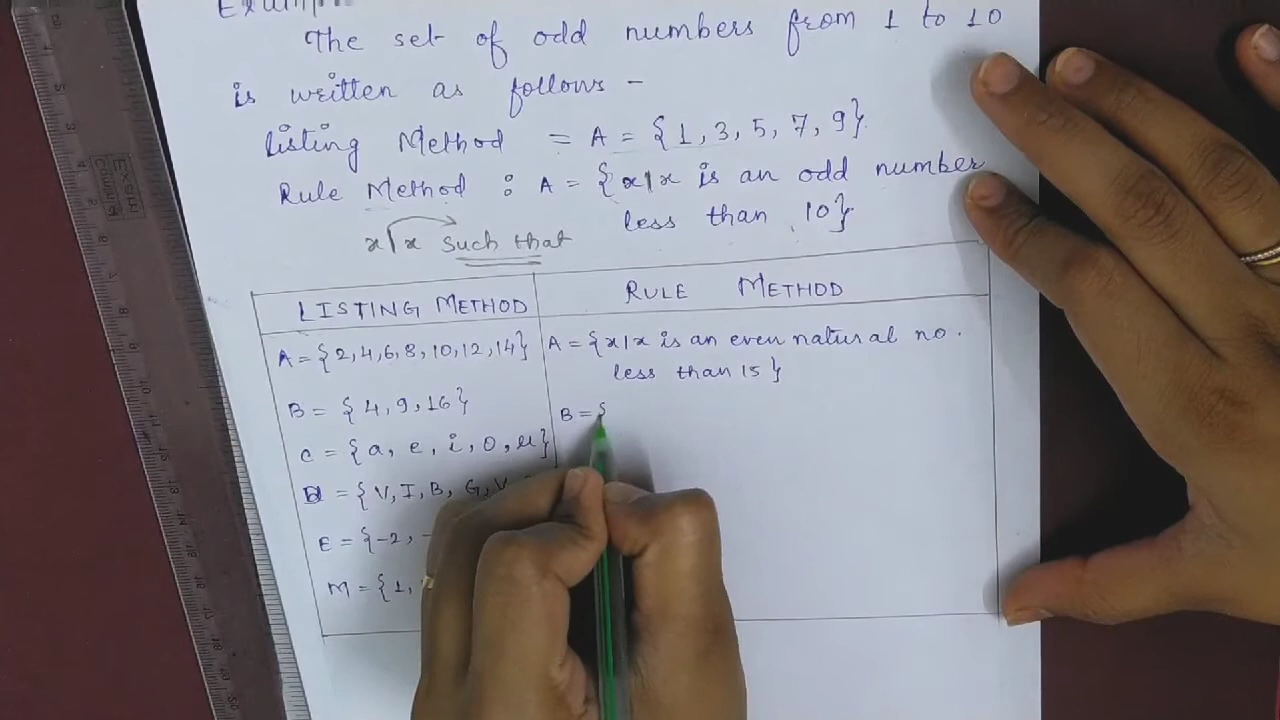 The set of odd numbers from 1 to 10
is written as follows -
Listing Method = A = {1, 3, 5, 7, 9}
Rule Method : A = {x|x is an odd number
less than 10}
x|x such that
LISTING METHOD RULE METHOD
A = {2,4,6,8,10,12,14} A = {x|x is an even natural no.
less than 15}
B = {4,9,16} B = {
C = {a, e, i, o, u}
D = {V, I, B, G, Y,
E = {-2, -
M = {1,